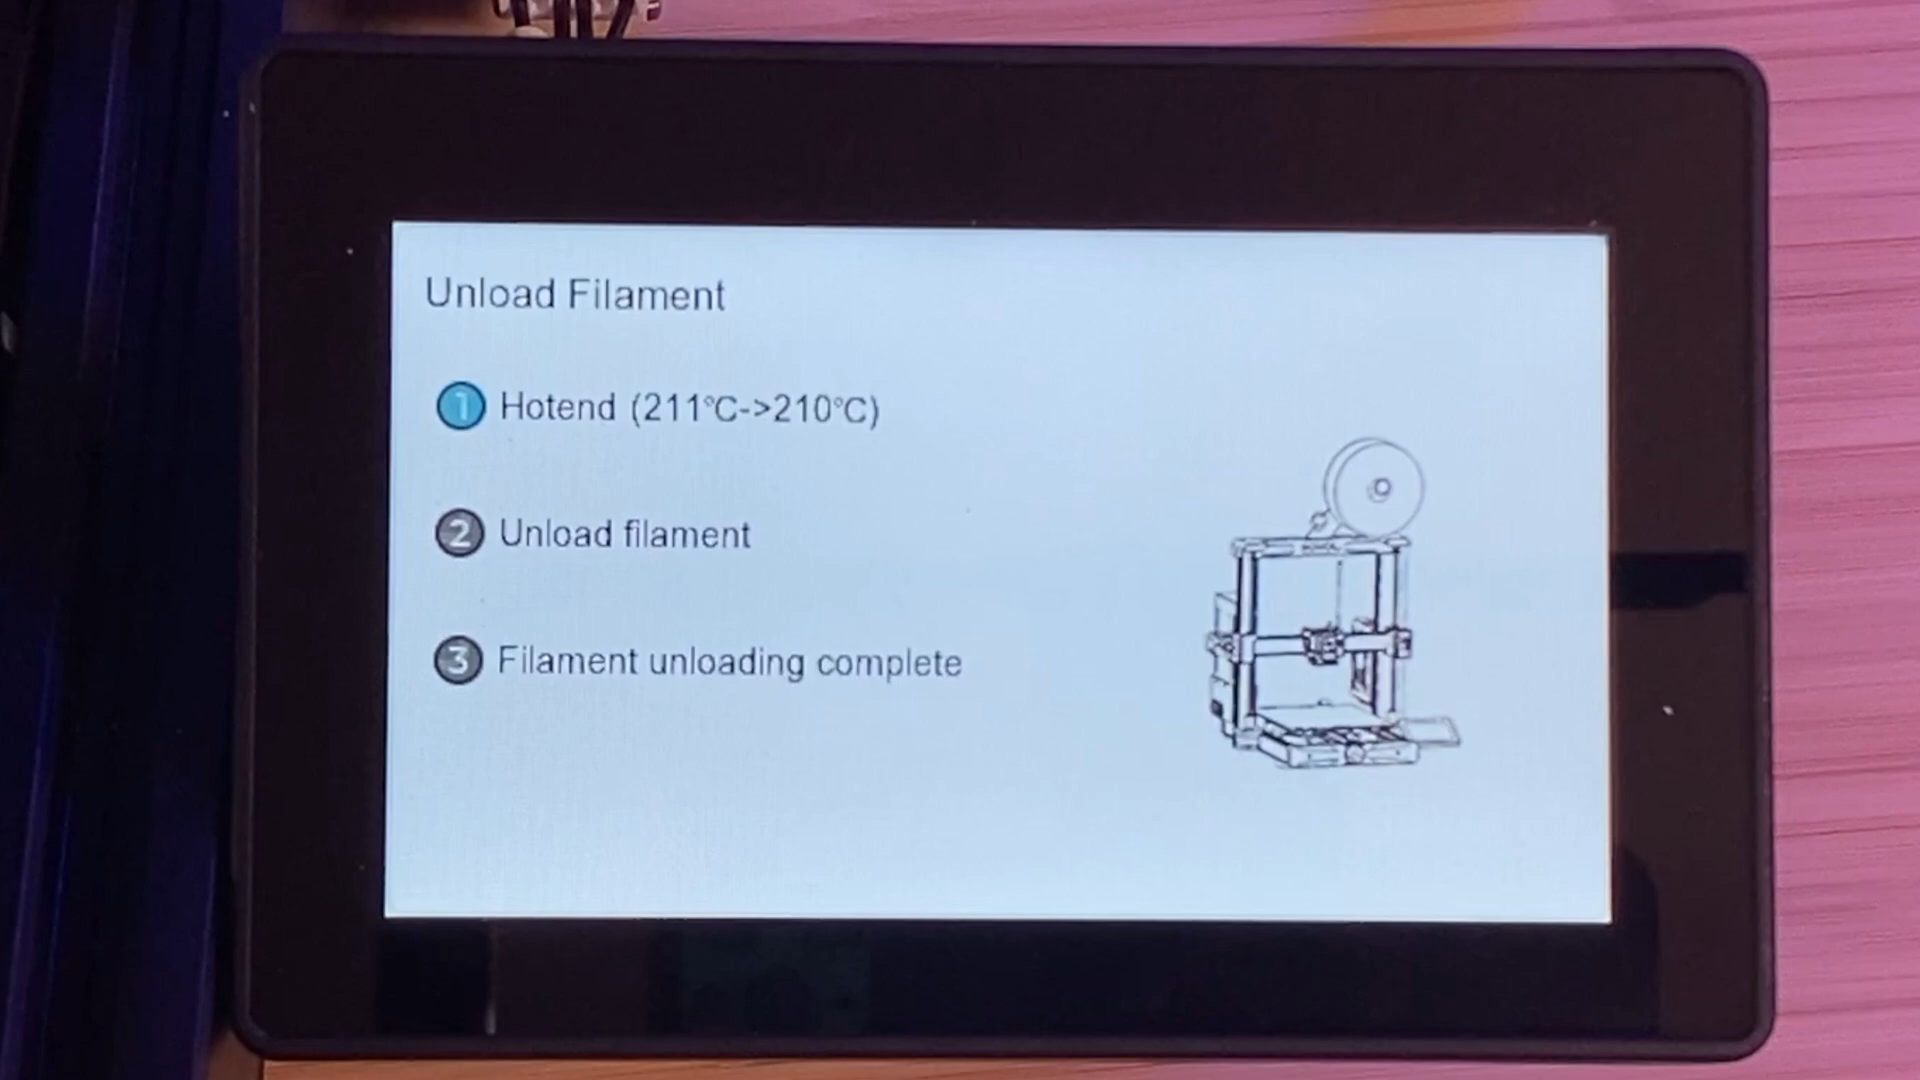 Unload Filament
1 Hotend (211℃->210℃)
2 Unload filament
3 Filament unloading complete